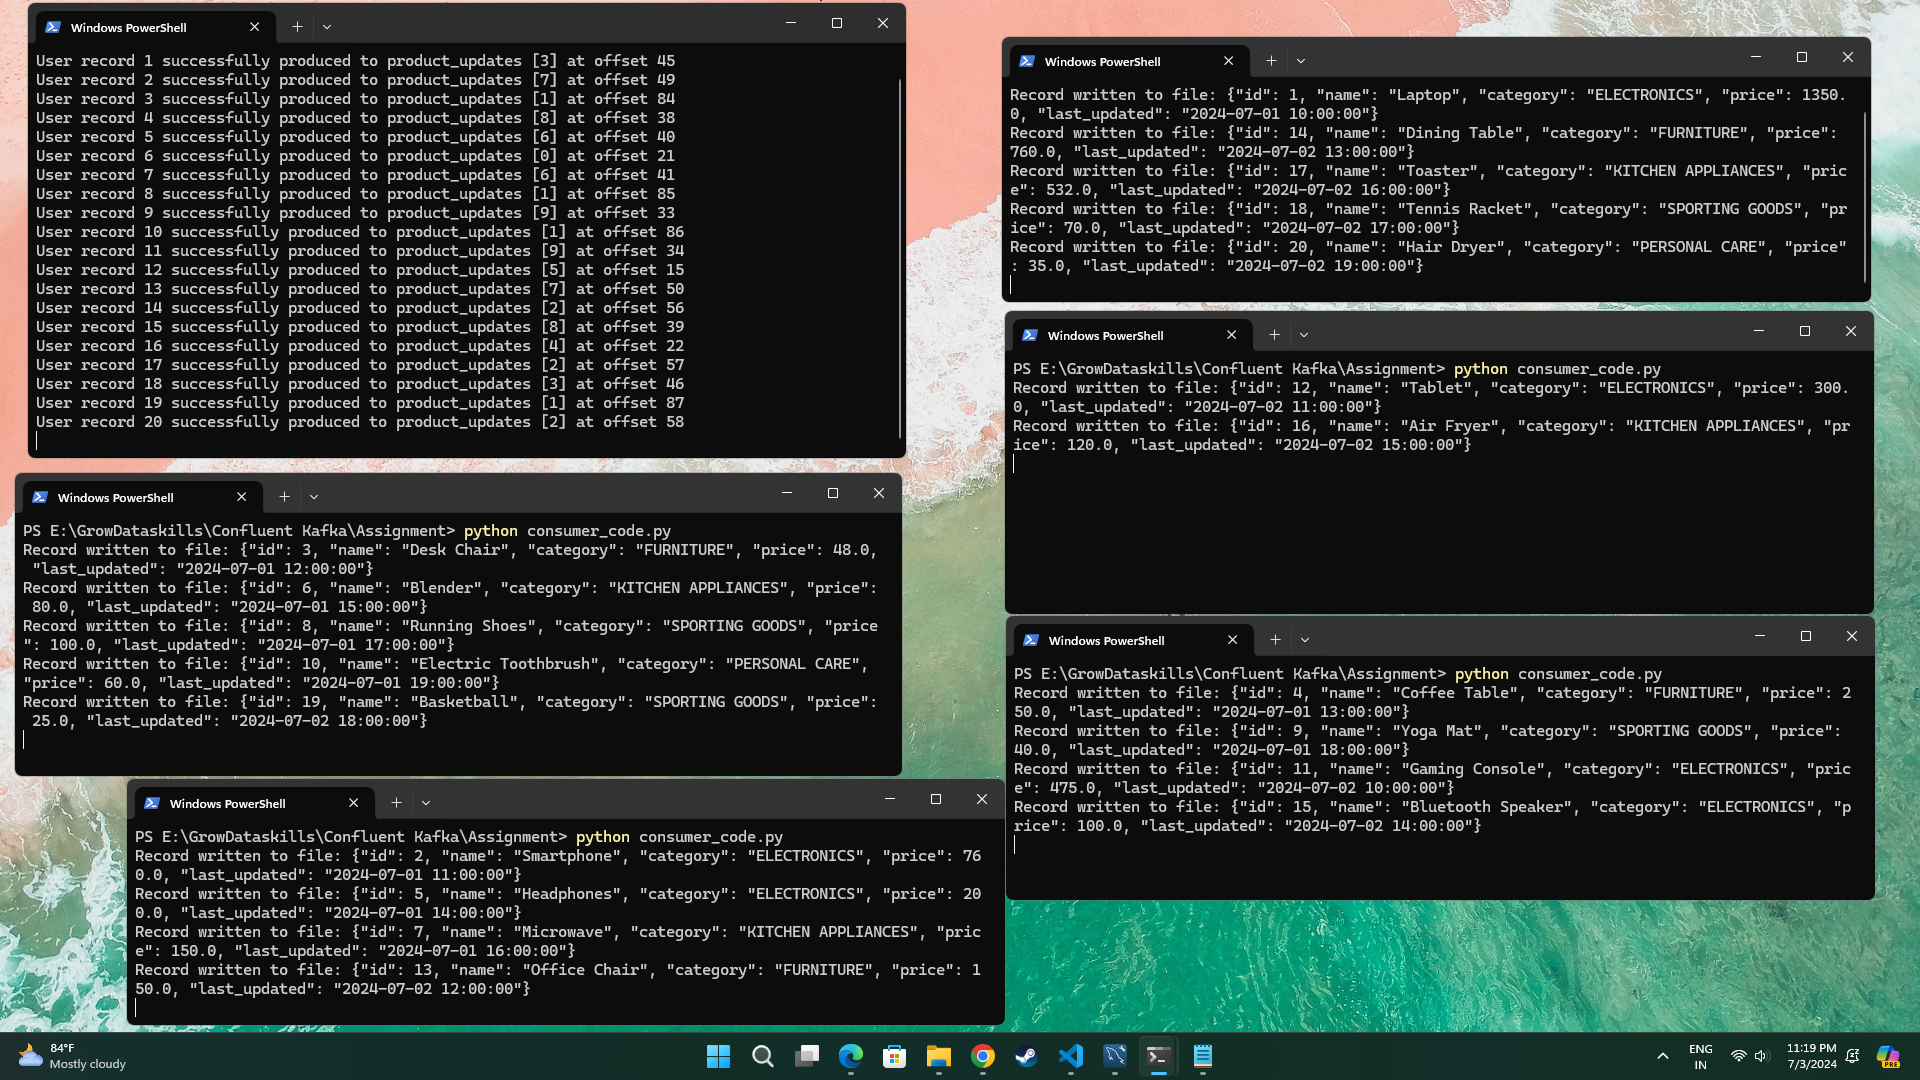 Windows PowerShell
User record 1 successfully produced to product_updates [3] at offset 45
User record 2 successfully produced to product_updates [7] at offset 49
User record 3 successfully produced to product_updates [1] at offset 84
User record 4 successfully produced to product_updates [8] at offset 38
User record 5 successfully produced to product_updates [6] at offset 40
User record 6 successfully produced to product_updates [0] at offset 21
User record 7 successfully produced to product_updates [6] at offset 41
User record 8 successfully produced to product_updates [1] at offset 85
User record 9 successfully produced to product_updates [9] at offset 33
User record 10 successfully produced to product_updates [1] at offset 86
User record 11 successfully produced to product_updates [9] at offset 34
User record 12 successfully produced to product_updates [5] at offset 15
User record 13 successfully produced to product_updates [7] at offset 50
User record 14 successfully produced to product_updates [2] at offset 56
User record 15 successfully produced to product_updates [8] at offset 39
User record 16 successfully produced to product_updates [4] at offset 22
User record 17 successfully produced to product_updates [2] at offset 57
User record 18 successfully produced to product_updates [3] at offset 46
User record 19 successfully produced to product_updates [1] at offset 87
User record 20 successfully produced to product_updates [2] at offset 58
Windows PowerShell
PS E:\GrowDataskills\Confluent Kafka\Assignment> python consumer_code.py
Record written to file: {"id": 3, "name": "Desk Chair", "category": "FURNITURE", "price": 48.0,
"last_updated": "2024-07-01 12:00:00"}
Record written to file: {"id": 6, "name": "Blender", "category": "KITCHEN APPLIANCES", "price":
80.0, "last_updated": "2024-07-01 15:00:00"}
Record written to file: {"id": 8, "name": "Running Shoes", "category": "SPORTING GOODS", "price
": 100.0, "last_updated": "2024-07-01 17:00:00"}
Record written to file: {"id": 10, "name": "Electric Toothbrush", "category": "PERSONAL CARE",
"price": 60.0, "last_updated": "2024-07-01 19:00:00"}
Record written to file: {"id": 19, "name": "Basketball", "category": "SPORTING GOODS", "price":
25.0, "last_updated": "2024-07-02 18:00:00"}
Windows PowerShell
PS E:\GrowDataskills\Confluent Kafka\Assignment> python consumer_code.py
Record written to file: {"id": 2, "name": "Smartphone", "category": "ELECTRONICS", "price": 76
0.0, "last_updated": "2024-07-01 11:00:00"}
Record written to file: {"id": 5, "name": "Headphones", "category": "ELECTRONICS", "price": 20
0.0, "last_updated": "2024-07-01 14:00:00"}
Record written to file: {"id": 7, "name": "Microwave", "category": "KITCHEN APPLIANCES", "pric
e": 150.0, "last_updated": "2024-07-01 16:00:00"}
Record written to file: {"id": 13, "name": "Office Chair", "category": "FURNITURE", "price": 1
50.0, "last_updated": "2024-07-02 12:00:00"}
Windows PowerShell
Record written to file: {"id": 1, "name": "Laptop", "category": "ELECTRONICS", "price": 1350.
0, "last_updated": "2024-07-01 10:00:00"}
Record written to file: {"id": 14, "name": "Dining Table", "category": "FURNITURE", "price":
760.0, "last_updated": "2024-07-02 13:00:00"}
Record written to file: {"id": 17, "name": "Toaster", "category": "KITCHEN APPLIANCES", "pric
e": 532.0, "last_updated": "2024-07-02 16:00:00"}
Record written to file: {"id": 18, "name": "Tennis Racket", "category": "SPORTING GOODS", "pr
ice": 70.0, "last_updated": "2024-07-02 17:00:00"}
Record written to file: {"id": 20, "name": "Hair Dryer", "category": "PERSONAL CARE", "price"
: 35.0, "last_updated": "2024-07-02 19:00:00"}
Windows PowerShell
PS E:\GrowDataskills\Confluent Kafka\Assignment> python consumer_code.py
Record written to file: {"id": 12, "name": "Tablet", "category": "ELECTRONICS", "price": 300.
0, "last_updated": "2024-07-02 11:00:00"}
Record written to file: {"id": 16, "name": "Air Fryer", "category": "KITCHEN APPLIANCES", "pr
ice": 120.0, "last_updated": "2024-07-02 15:00:00"}
Windows PowerShell
PS E:\GrowDataskills\Confluent Kafka\Assignment> python consumer_code.py
Record written to file: {"id": 4, "name": "Coffee Table", "category": "FURNITURE", "price": 2
50.0, "last_updated": "2024-07-01 13:00:00"}
Record written to file: {"id": 9, "name": "Yoga Mat", "category": "SPORTING GOODS", "price":
40.0, "last_updated": "2024-07-01 18:00:00"}
Record written to file: {"id": 11, "name": "Gaming Console", "category": "ELECTRONICS", "pric
e": 475.0, "last_updated": "2024-07-02 10:00:00"}
Record written to file: {"id": 15, "name": "Bluetooth Speaker", "category": "ELECTRONICS", "p
rice": 100.0, "last_updated": "2024-07-02 14:00:00"}
84°F
Mostly cloudy
ENG
IN
11:19 PM
7/3/2024
PRE